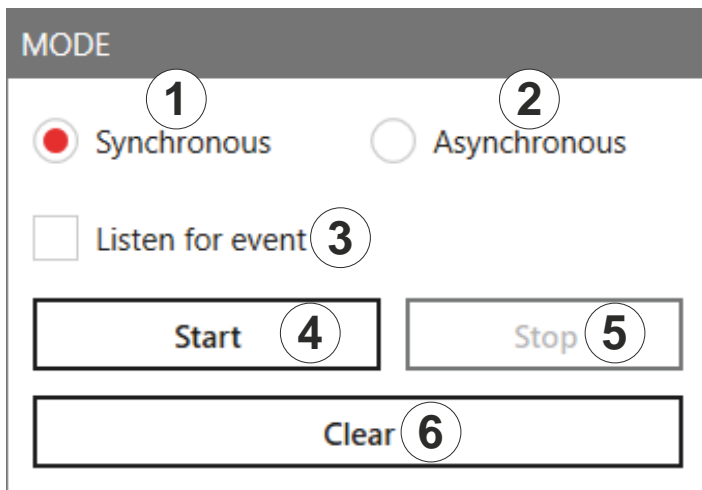 MODE
1 2
Synchronous Asynchronous
Listen for event 3
Start 4 Stop 5
Clear 6